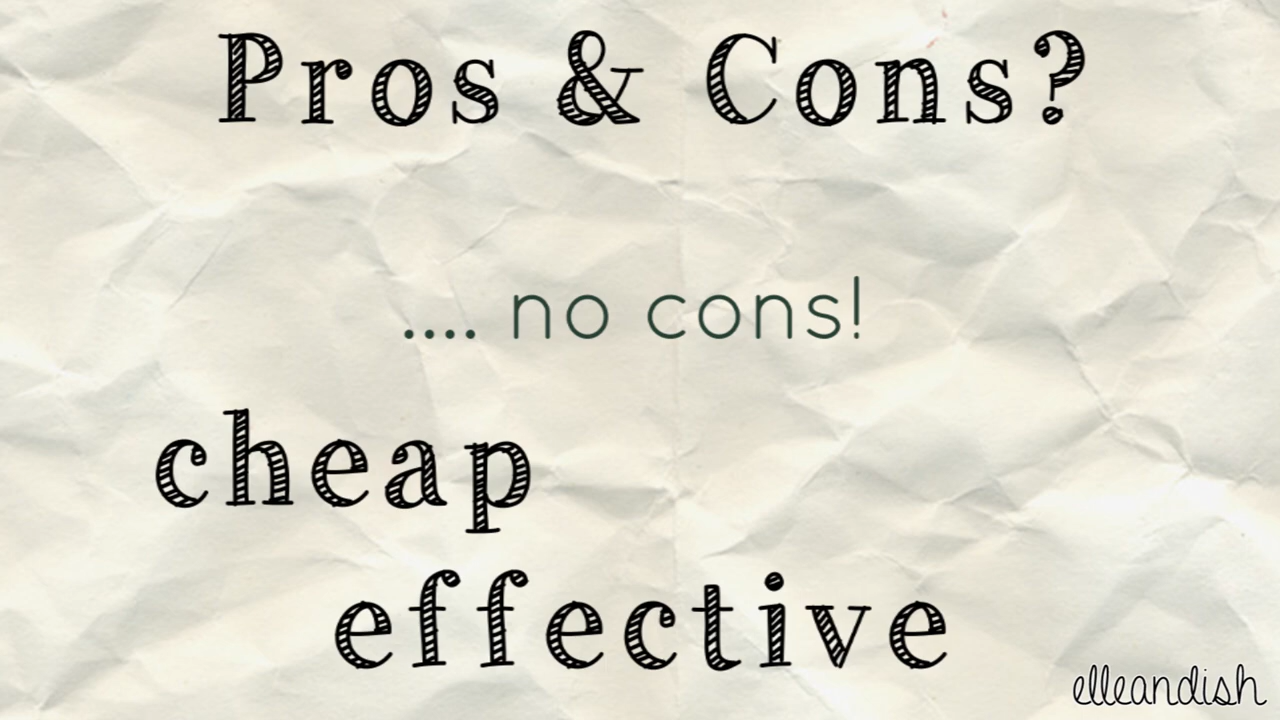 Pros & Cons?
.... no cons!
cheap
effective
elleandish